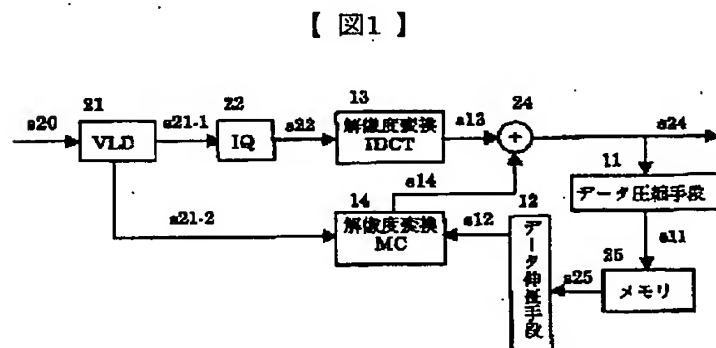 【 図1 】
21
22
13
24
s20
VLD
s21-1
IQ
s22
解像度変換
IDCT
s13
+
s24
11
データ圧縮手段
s14
14
12
解像度変換
MC
s12
s21-2
データ伸長手段
s11
25
s25
メモリ